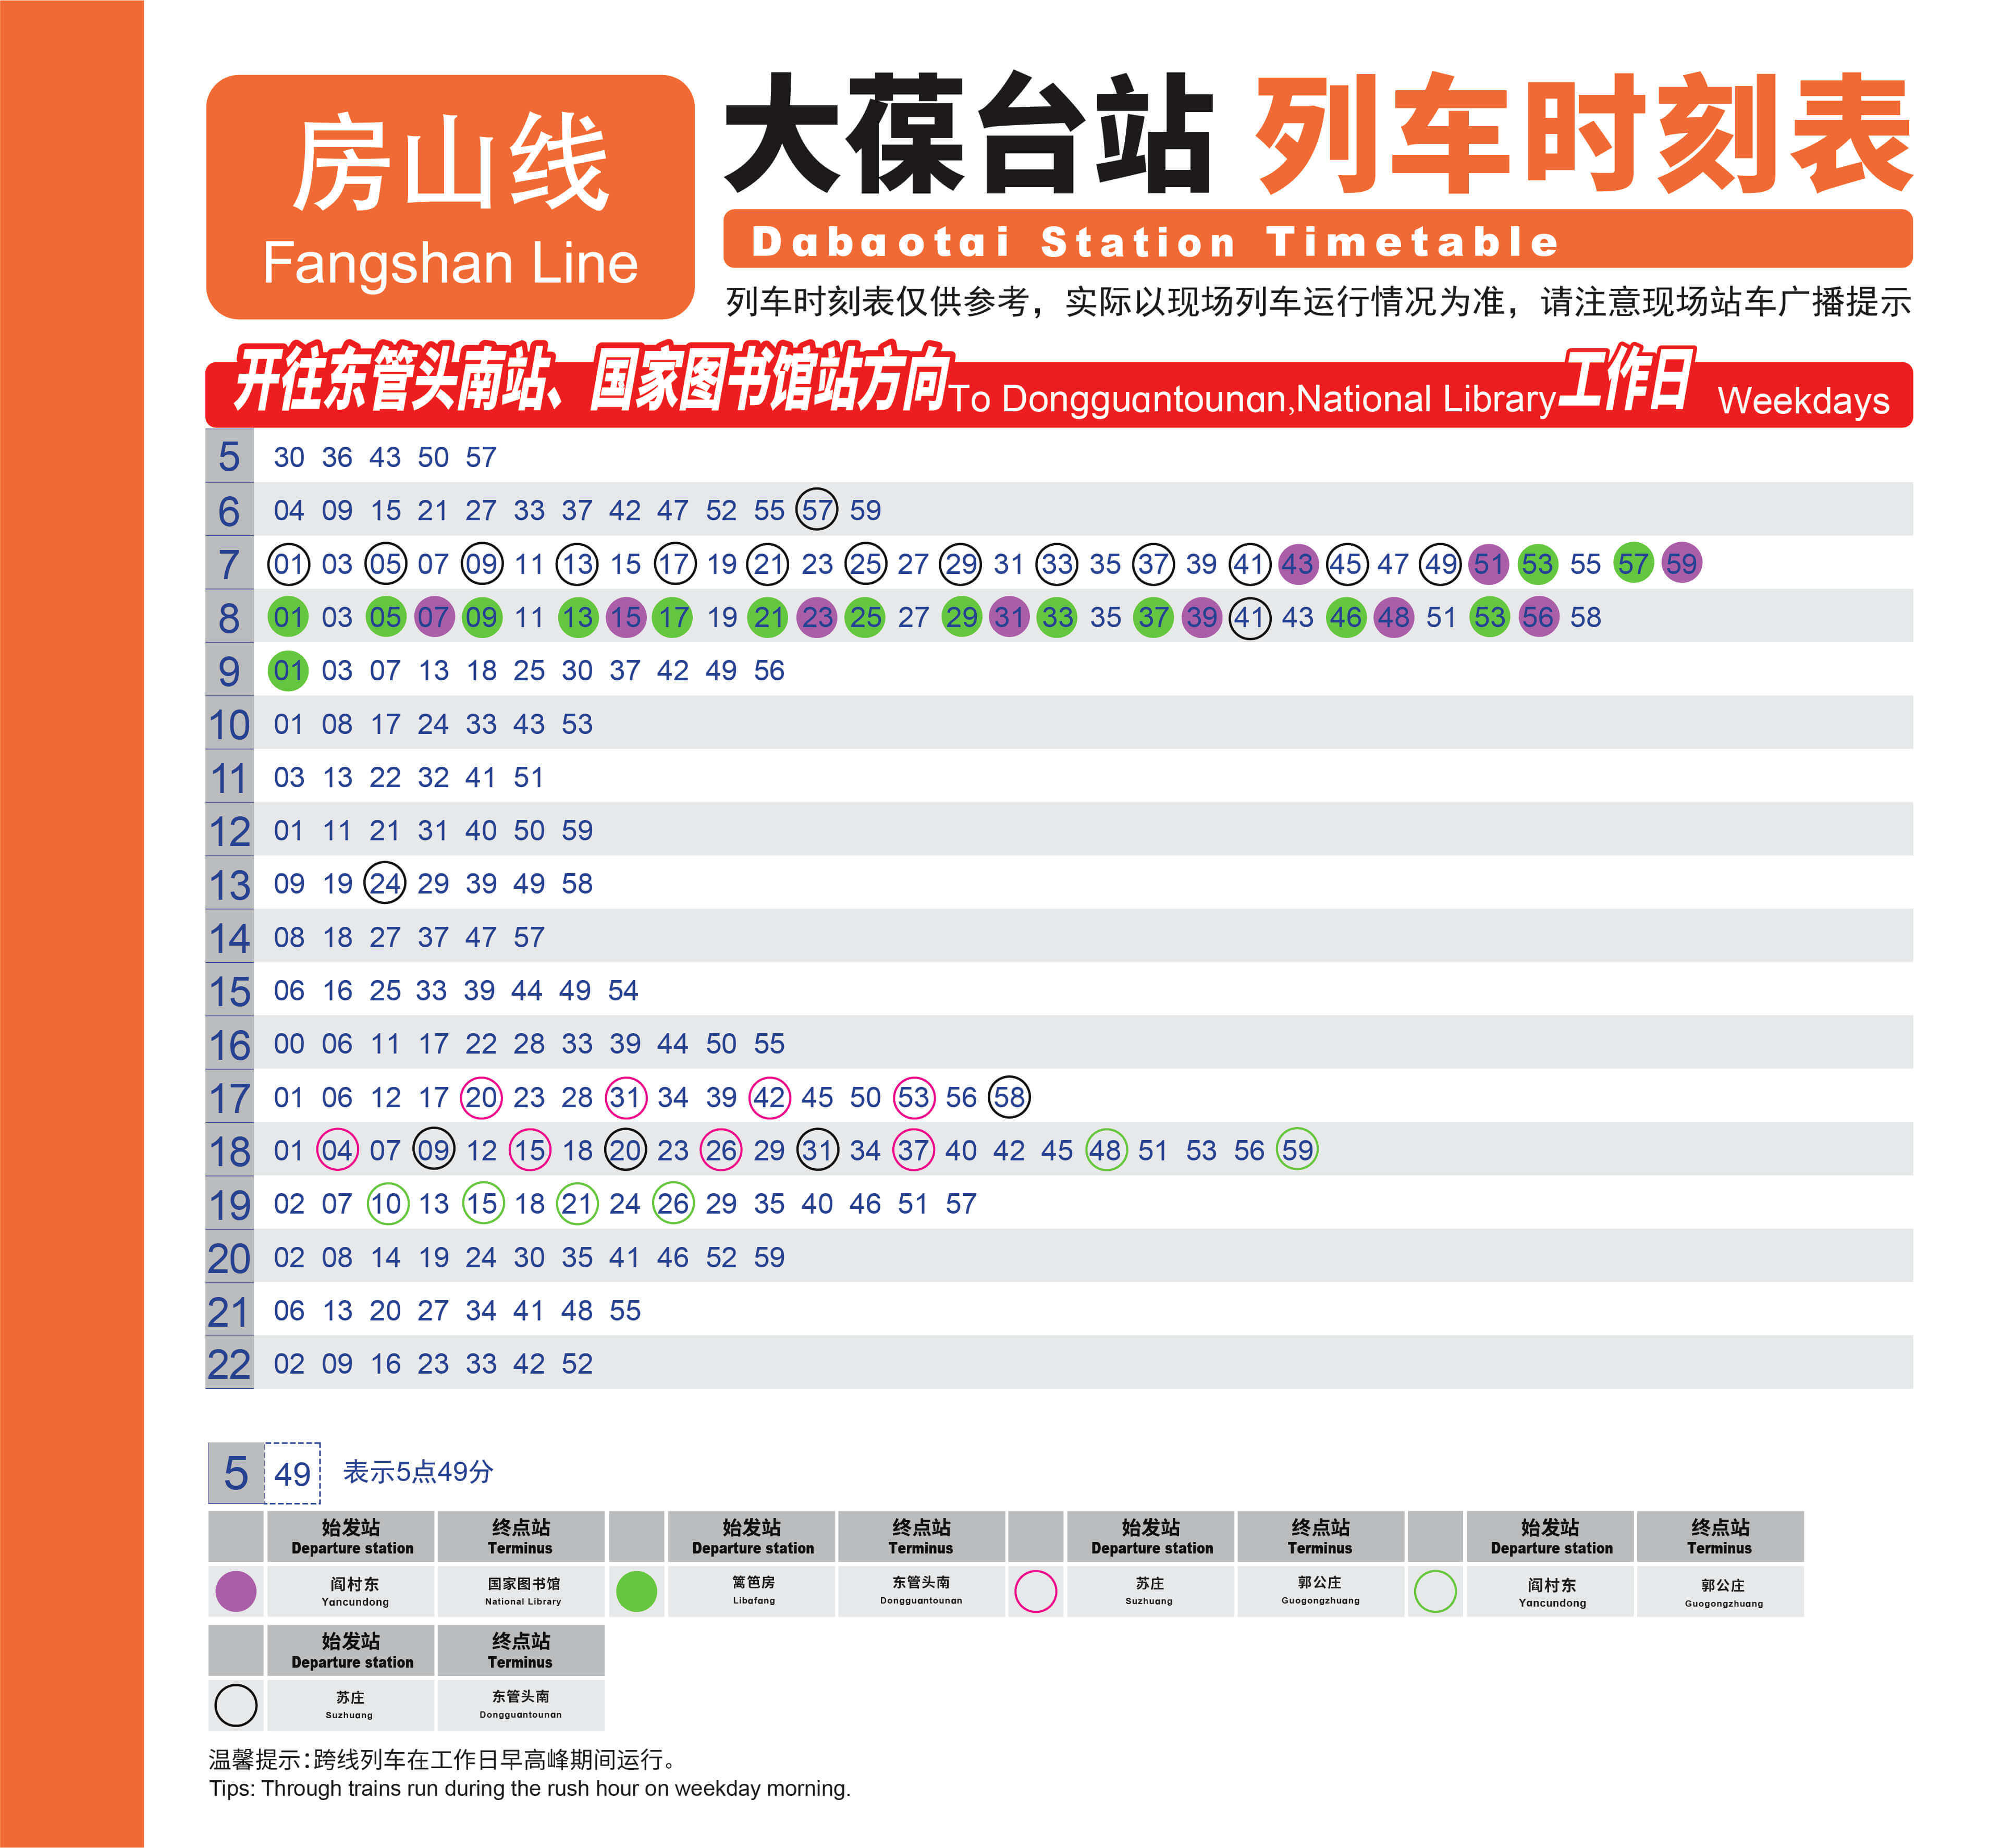 房山线
Fangshan Line
大葆台站 列车时刻表
Dabaotai Station Timetable
列车时刻表仅供参考，实际以现场列车运行情况为准，请注意现场站车广播提示
开往东管头南站、国家图书馆站方向To Dongguantounan,National Library工作日 Weekdays
5 30 36 43 50 57
6 04 09 15 21 27 33 37 42 47 52 55 57 59
7 01 03 05 07 09 11 13 15 17 19 21 23 25 27 29 31 33 35 37 39 41 43 45 47 49 51 53 55 57 59
8 01 03 05 07 09 11 13 15 17 19 21 23 25 27 29 31 33 35 37 39 41 43 46 48 51 53 56 58
9 01 03 07 13 18 25 30 37 42 49 56
10 01 08 17 24 33 43 53
11 03 13 22 32 41 51
12 01 11 21 31 40 50 59
13 09 19 24 29 39 49 58
14 08 18 27 37 47 57
15 06 16 25 33 39 44 49 54
16 00 06 11 17 22 28 33 39 44 50 55
17 01 06 12 17 20 23 28 31 34 39 42 45 50 53 56 58
18 01 04 07 09 12 15 18 20 23 26 29 31 34 37 40 42 45 48 51 53 56 59
19 02 07 10 13 15 18 21 24 26 29 35 40 46 51 57
20 02 08 14 19 24 30 35 41 46 52 59
21 06 13 20 27 34 41 48 55
22 02 09 16 23 33 42 52
5 49 表示5点49分
始发站 终点站 始发站 终点站 始发站 终点站 始发站 终点站
Departure station Terminus Departure station Terminus Departure station Terminus Departure station Terminus
阎村东 国家图书馆 篱笆房 东管头南 苏庄 郭公庄 阎村东 郭公庄
Yancundong National Library Libafang Dongguantounan Suzhuang Guogongzhuang Yancundong Guogongzhuang
始发站 终点站
Departure station Terminus
苏庄 东管头南
Suzhuang Dongguantounan
温馨提示：跨线列车在工作日早高峰期间运行。
Tips: Through trains run during the rush hour on weekday morning.